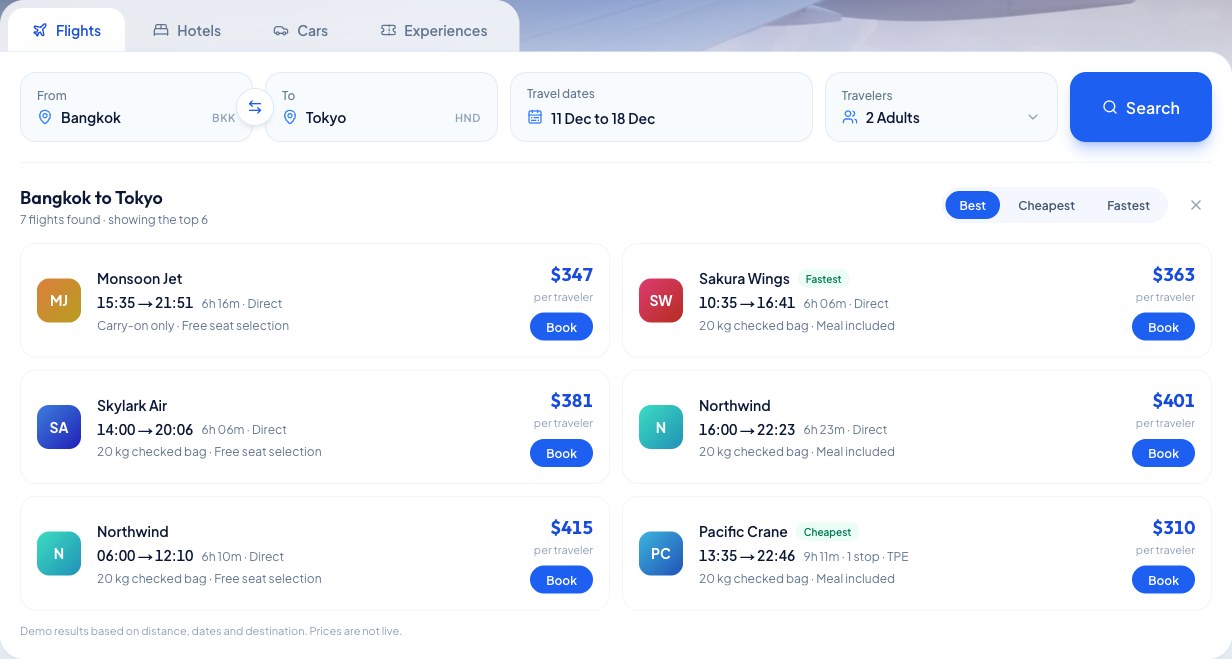 Flights
Hotels
Cars
Experiences
From
Bangkok
BKK
To
Tokyo
HND
Travel dates
11 Dec to 18 Dec
Travelers
2 Adults
Search
Bangkok to Tokyo
7 flights found · showing the top 6
Best
Cheapest
Fastest
MJ
Monsoon Jet
15:35 → 21:51 6h 16m · Direct
Carry-on only · Free seat selection
$347
per traveler
Book
SW
Sakura Wings Fastest
10:35 → 16:41 6h 06m · Direct
20 kg checked bag · Meal included
$363
per traveler
Book
SA
Skylark Air
14:00 → 20:06 6h 06m · Direct
20 kg checked bag · Free seat selection
$381
per traveler
Book
N
Northwind
16:00 → 22:23 6h 23m · Direct
20 kg checked bag · Meal included
$401
per traveler
Book
N
Northwind
06:00 → 12:10 6h 10m · Direct
20 kg checked bag · Free seat selection
$415
per traveler
Book
PC
Pacific Crane Cheapest
13:35 → 22:46 9h 11m · 1 stop · TPE
20 kg checked bag · Meal included
$310
per traveler
Book
Demo results based on distance, dates and destination. Prices are not live.